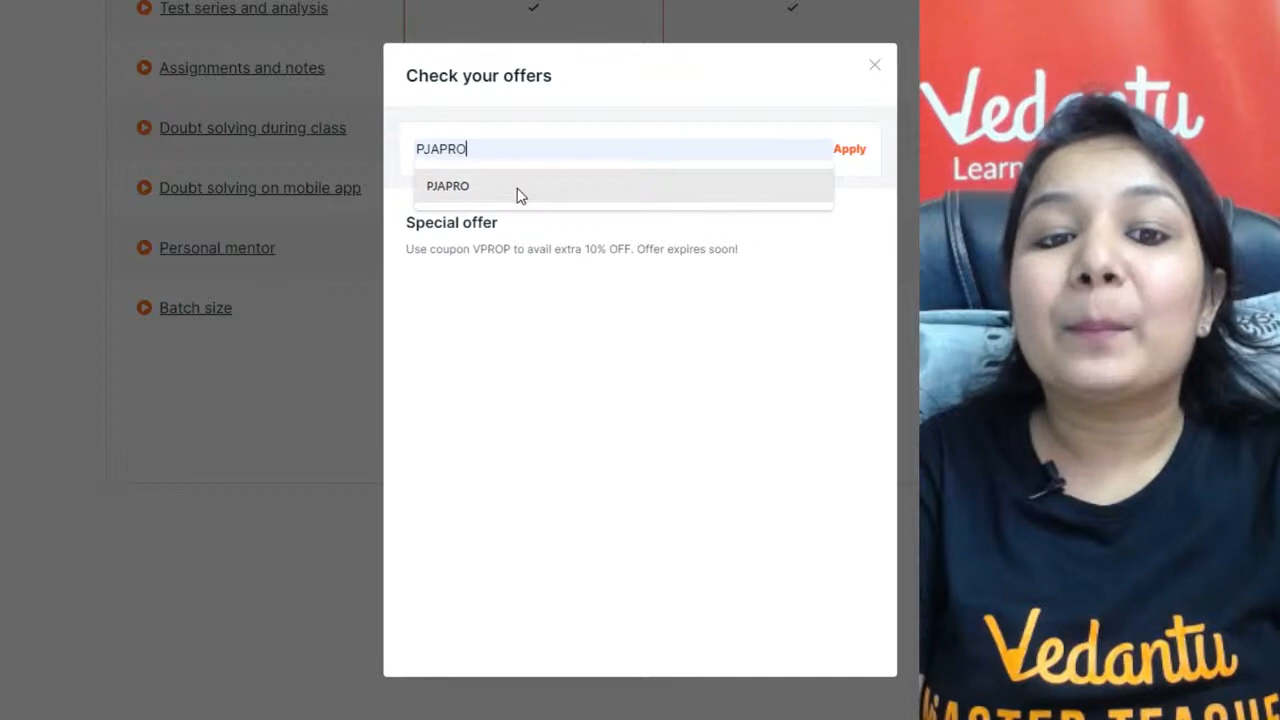 Test series and analysis
Assignments and notes
Doubt solving during class
Doubt solving on mobile app
Personal mentor
Batch size
Check your offers
PJAPRO
Apply
PJAPRO
Special offer
Use coupon VPROP to avail extra 10% OFF. Offer expires soon!
Vedantu
Learn
Vedantu
MASTER TEACHE